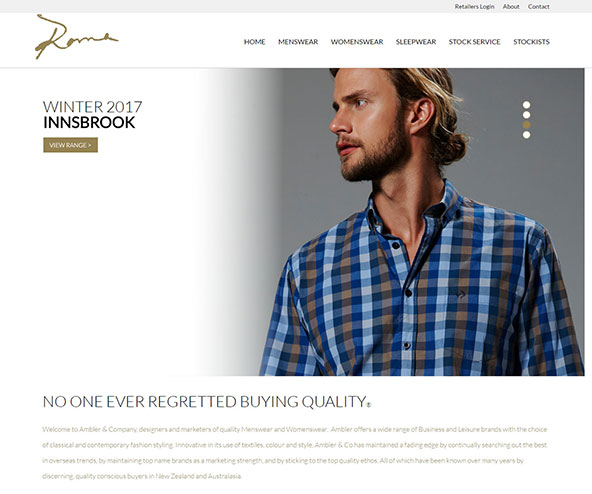 Retailers Login About Contact
Roma
HOME MENSWEAR WOMENSWEAR SLEEPWEAR STOCK SERVICE STOCKISTS
WINTER 2017
INNSBROOK
VIEW RANGE >
NO ONE EVER REGRETTED BUYING QUALITY®
Welcome to Ambler & Company, designers and marketers of quality Menswear and Womenswear. Ambler offers a wide range of Business and Leisure brands with the choice
of classical and contemporary fashion styling. Innovative in its use of textiles, colour and style, Ambler & Co has maintained a fading edge by continually searching out the best
in overseas trends, by maintaining top name brands as a marketing strength, and by sticking to the top quality ethos. All of which have been known over many years by
discerning, quality conscious buyers in New Zealand and Australasia.